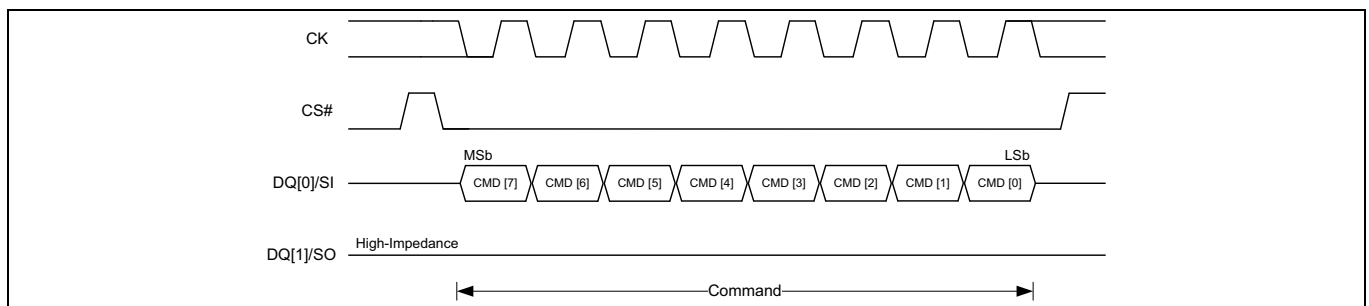 CK
CS#
MSb LSb
DQ[0]/SI CMD [7] CMD [6] CMD [5] CMD [4] CMD [3] CMD [2] CMD [1] CMD [0]
High-Impedance
DQ[1]/SO
Command